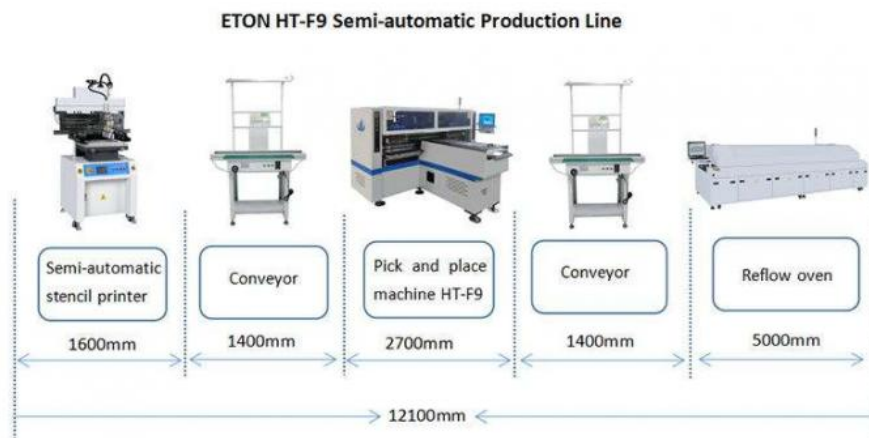 ETON HT-F9 Semi-automatic Production Line
Semi-automatic
stencil printer
Conveyor
Pick and place
machine HT-F9
Conveyor
Reflow oven
1600mm
1400mm
2700mm
1400mm
5000mm
12100mm